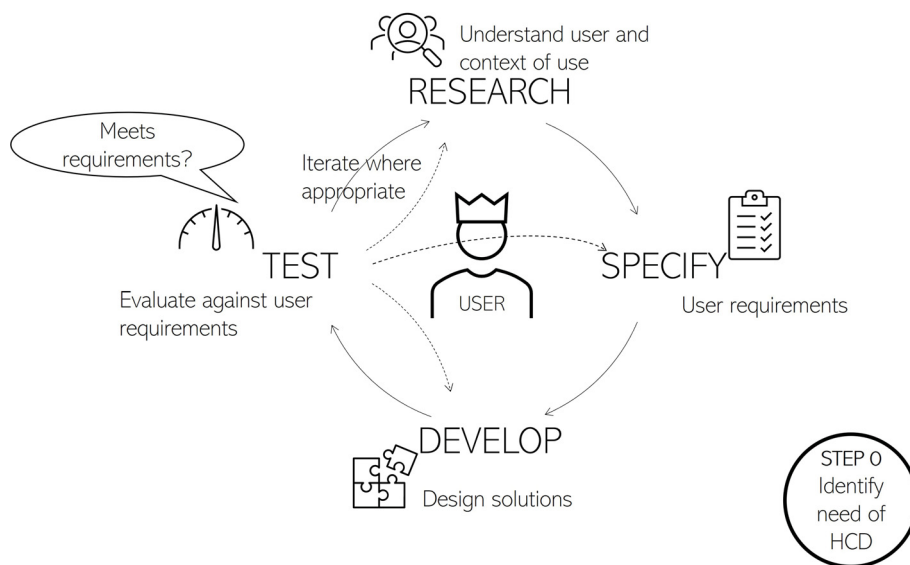 Understand user and
context of use
RESEARCH
Meets
requirements?
Iterate where
appropriate
TEST
Evaluate against user
requirements
USER
SPECIFY
User requirements
DEVELOP
Design solutions
STEP 0
Identify
need of
HCD